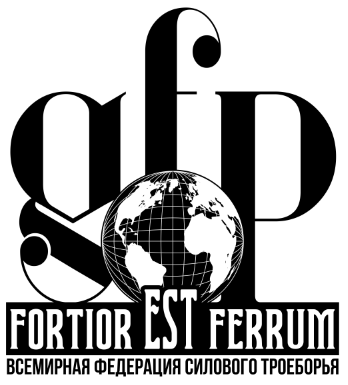 gfp
FORTIOR EST FERRUM
ВСЕМИРНАЯ ФЕДЕРАЦИЯ СИЛОВОГО ТРОЕБОРЬЯ